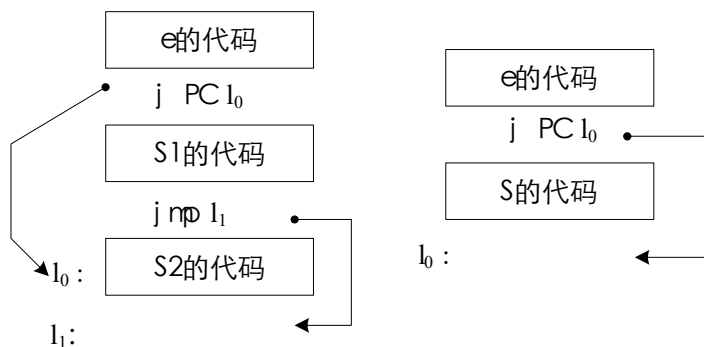 e的代码
j PC l₀
S1的代码
jmp l₁
l₀ :
S2的代码
l₁:
e的代码
j PC l₀
S的代码
l₀ :